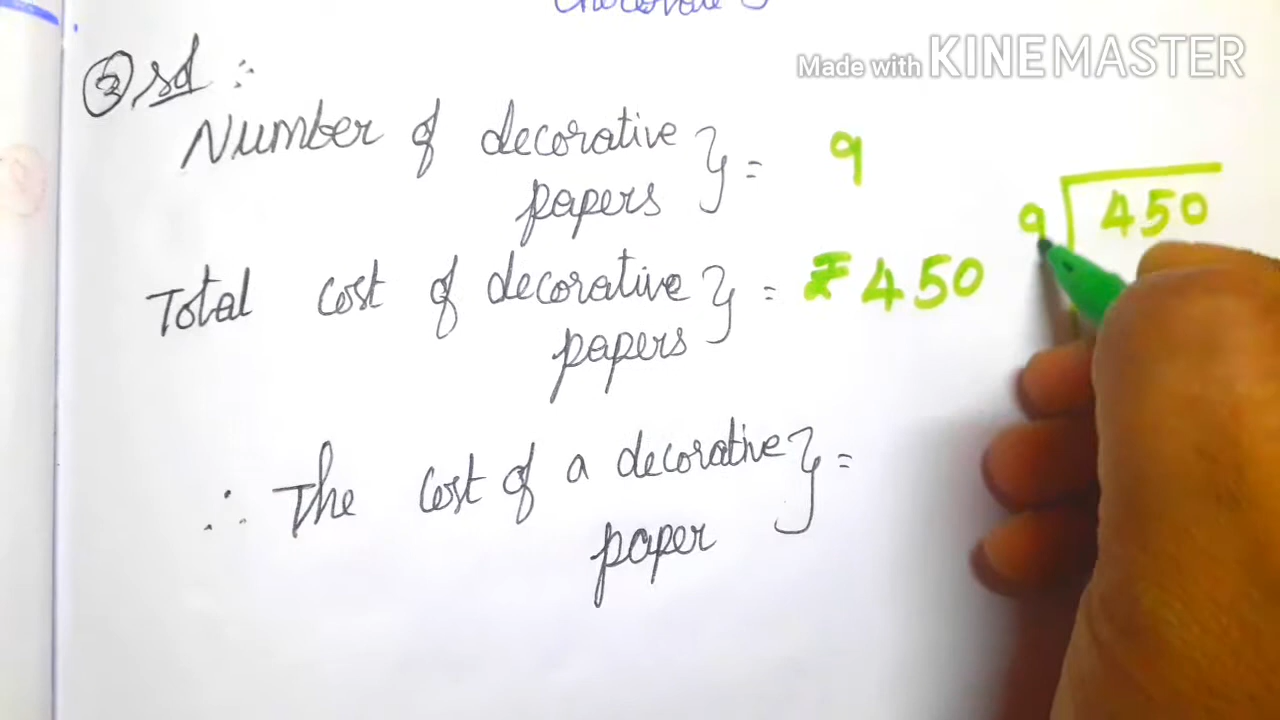 Made with KINEMASTER
② sol :
Number of decorative } = 9
papers
9 450
Total cost of decorative } = ₹ 450
papers
∴ The cost of a decorative } =
paper